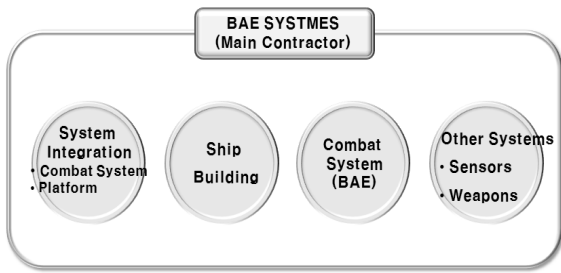 BAE SYSTMES
(Main Contractor)
System
Integration
• Combat System
• Platform
Ship
Building
Combat
System
(BAE)
Other Systems
• Sensors
• Weapons